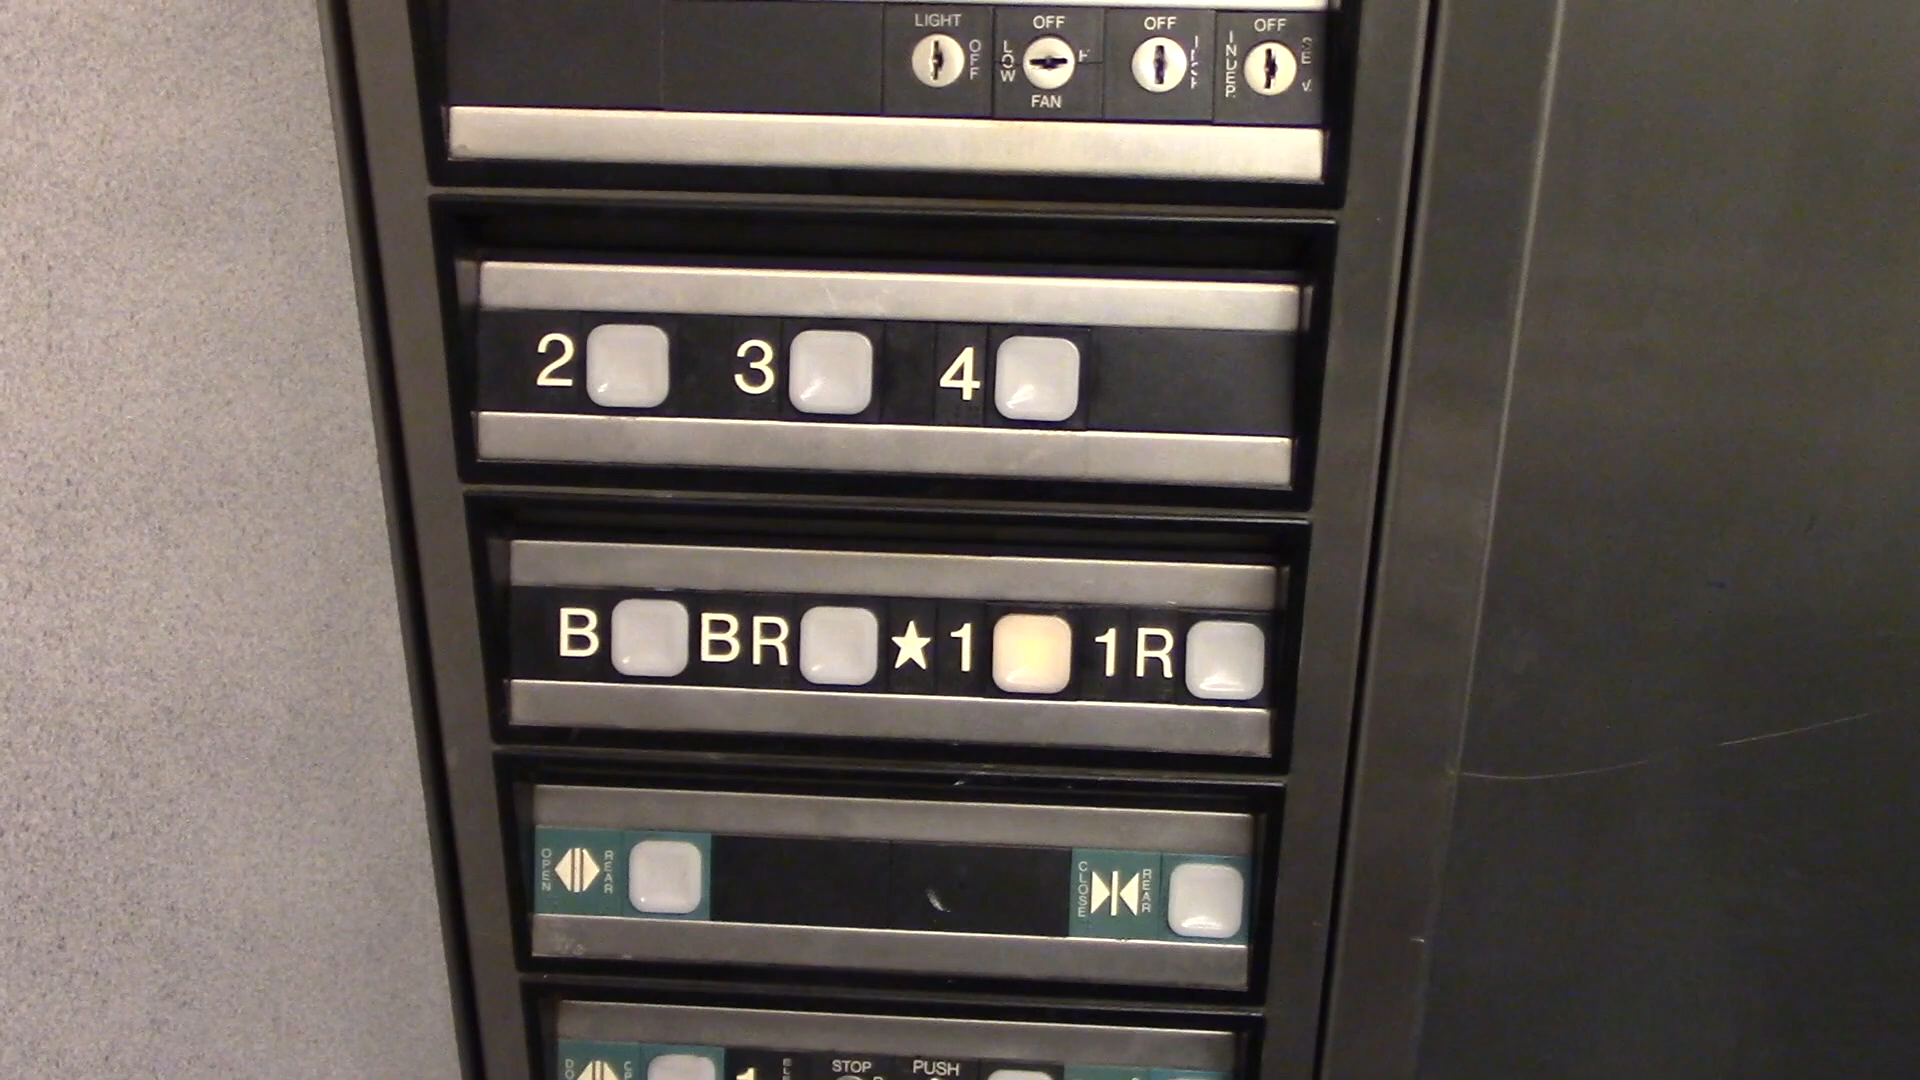 LIGHT OFF
OFF LOW FAN
OFF
OFF INDEP.
2 3 4
B BR ★1 1R
OPEN REAR CLOSE REAR
STOP PUSH